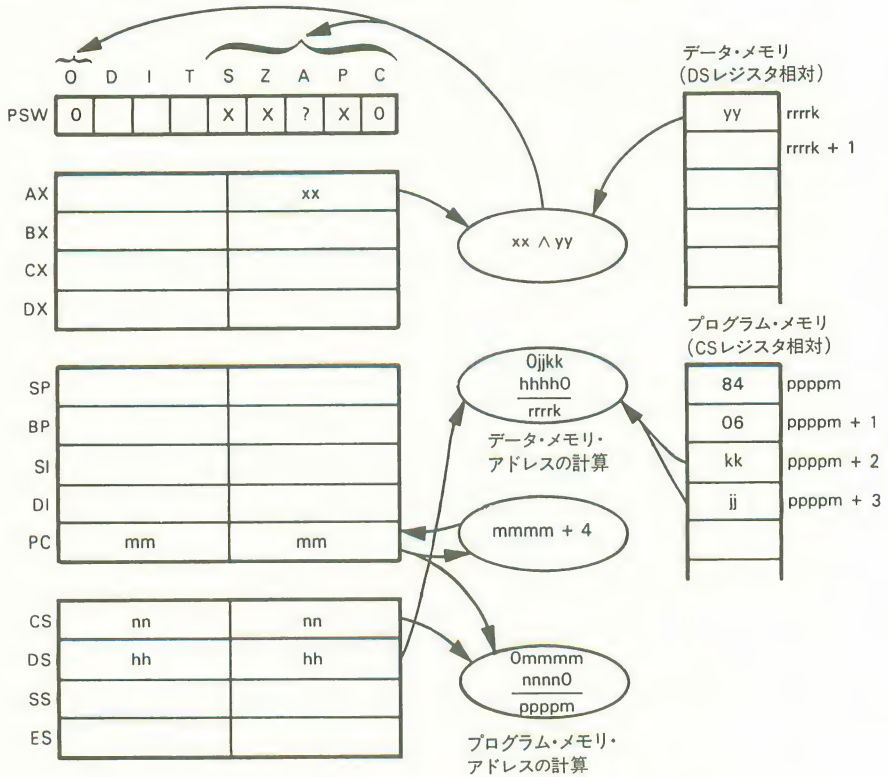 O D I T S Z A P C
PSW 0 X X ? X 0
データ・メモリ
(DSレジスタ相対)
yy rrrrk
rrrrk + 1
AX xx
BX
CX
DX
xx ∧ yy
プログラム・メモリ
(CSレジスタ相対)
84 ppppm
06 ppppm + 1
kk ppppm + 2
jj ppppm + 3
SP
BP
SI
DI
PC mm mm
0jjkk
hhhh0
rrrrk
データ・メモリ・
アドレスの計算
mmmm + 4
CS nn nn
DS hh hh
SS
ES
0mmmm
nnnn0
ppppm
プログラム・メモリ・
アドレスの計算